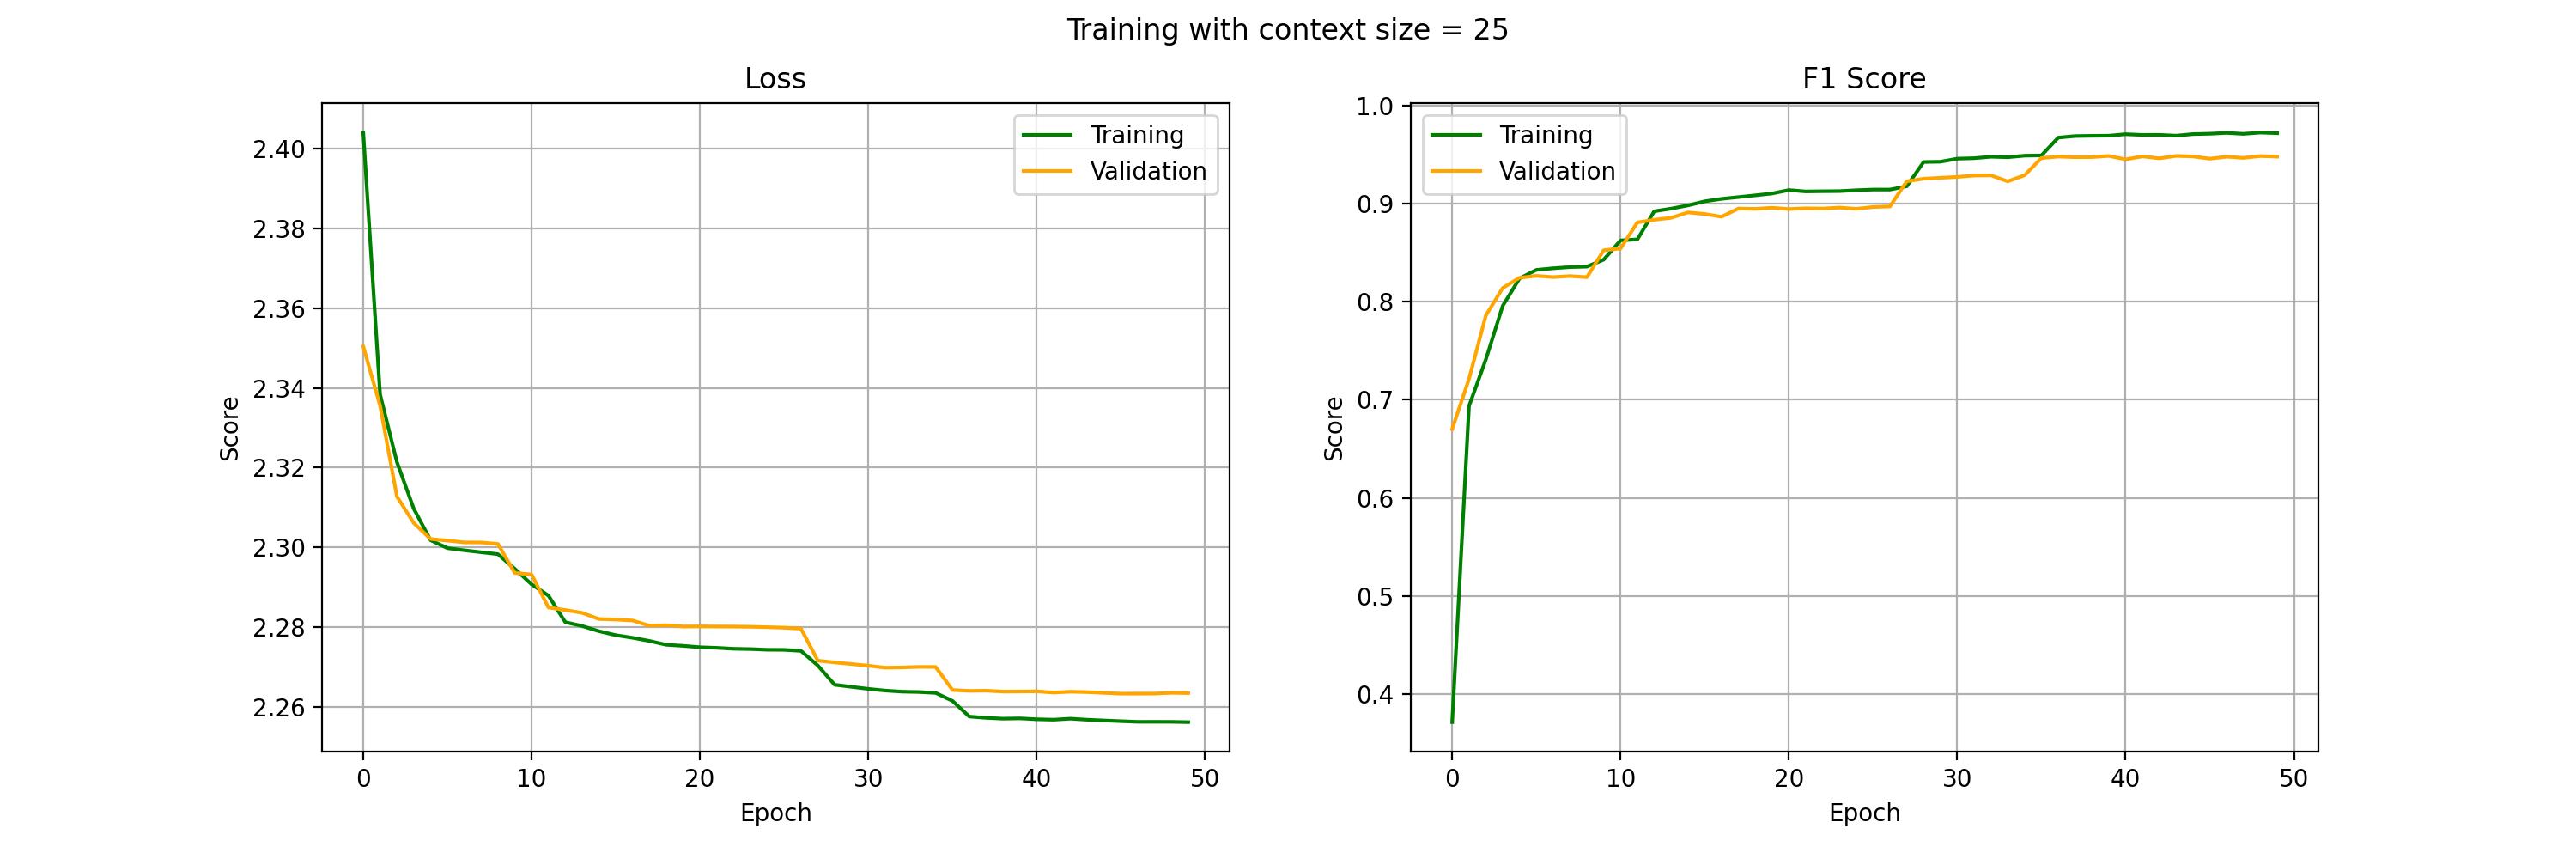 Training with context size = 25
Loss
Training
Validation
2.40
2.38
2.36
2.34
2.32
2.30
2.28
2.26
Score
0 10 20 30 40 50
Epoch
F1 Score
Training
Validation
1.0
0.9
0.8
0.7
0.6
0.5
0.4
Score
0 10 20 30 40 50
Epoch